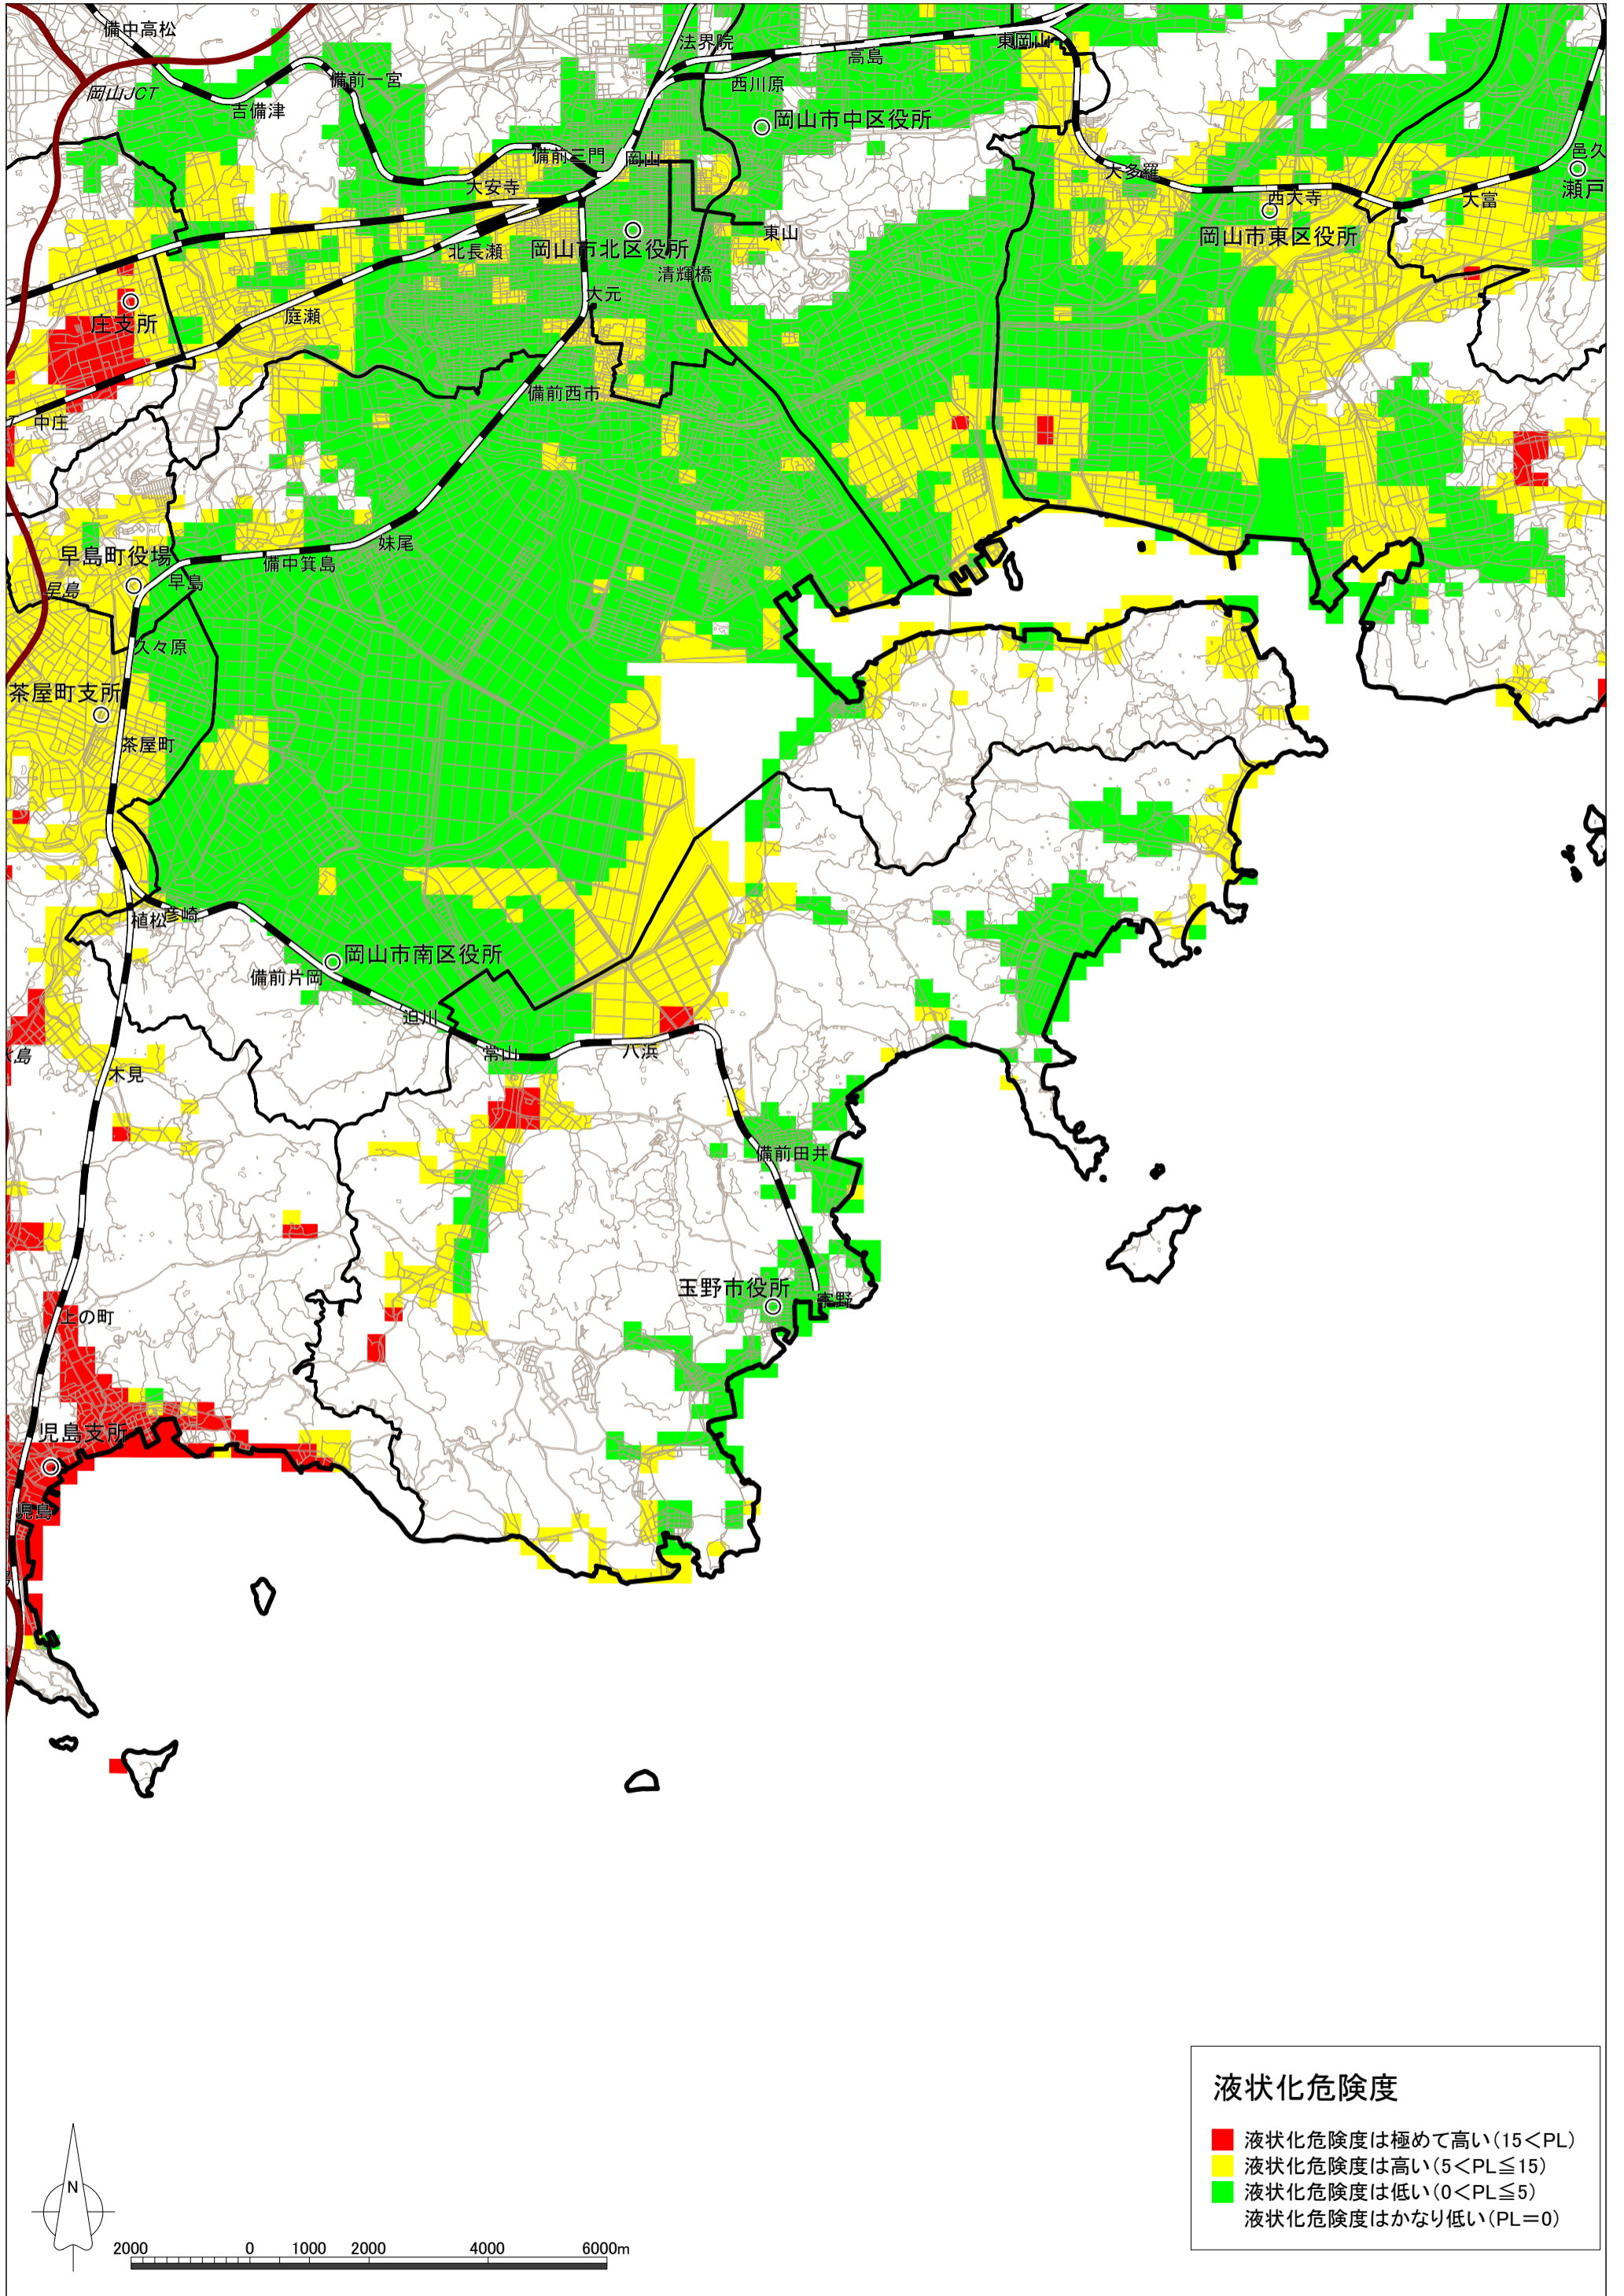 備中高松
法界院
東岡山
高島
備前一宮
西川原
岡山JCT
吉備津
岡山市中区役所
備前三門
岡山
邑久
大多羅
大安寺
瀬戸
西大寺
大富
東山
岡山市東区役所
北長瀬
岡山市北区役所
清輝橋
大元
庄支所
庭瀬
備前西市
中庄
妹尾
早島町役場
備中箕島
早島
早島
久々原
茶屋町支所
茶屋町
植松
彦崎
岡山市南区役所
備前片岡
迫川
常山
八浜
島
木見
備前田井
玉野市役所
宇野
上の町
児島支所
児島
液状化危険度
液状化危険度は極めて高い(15＜PL)
液状化危険度は高い(5＜PL≦15)
液状化危険度は低い(0＜PL≦5)
液状化危険度はかなり低い(PL＝0)
N
2000 0 1000 2000 4000 6000m